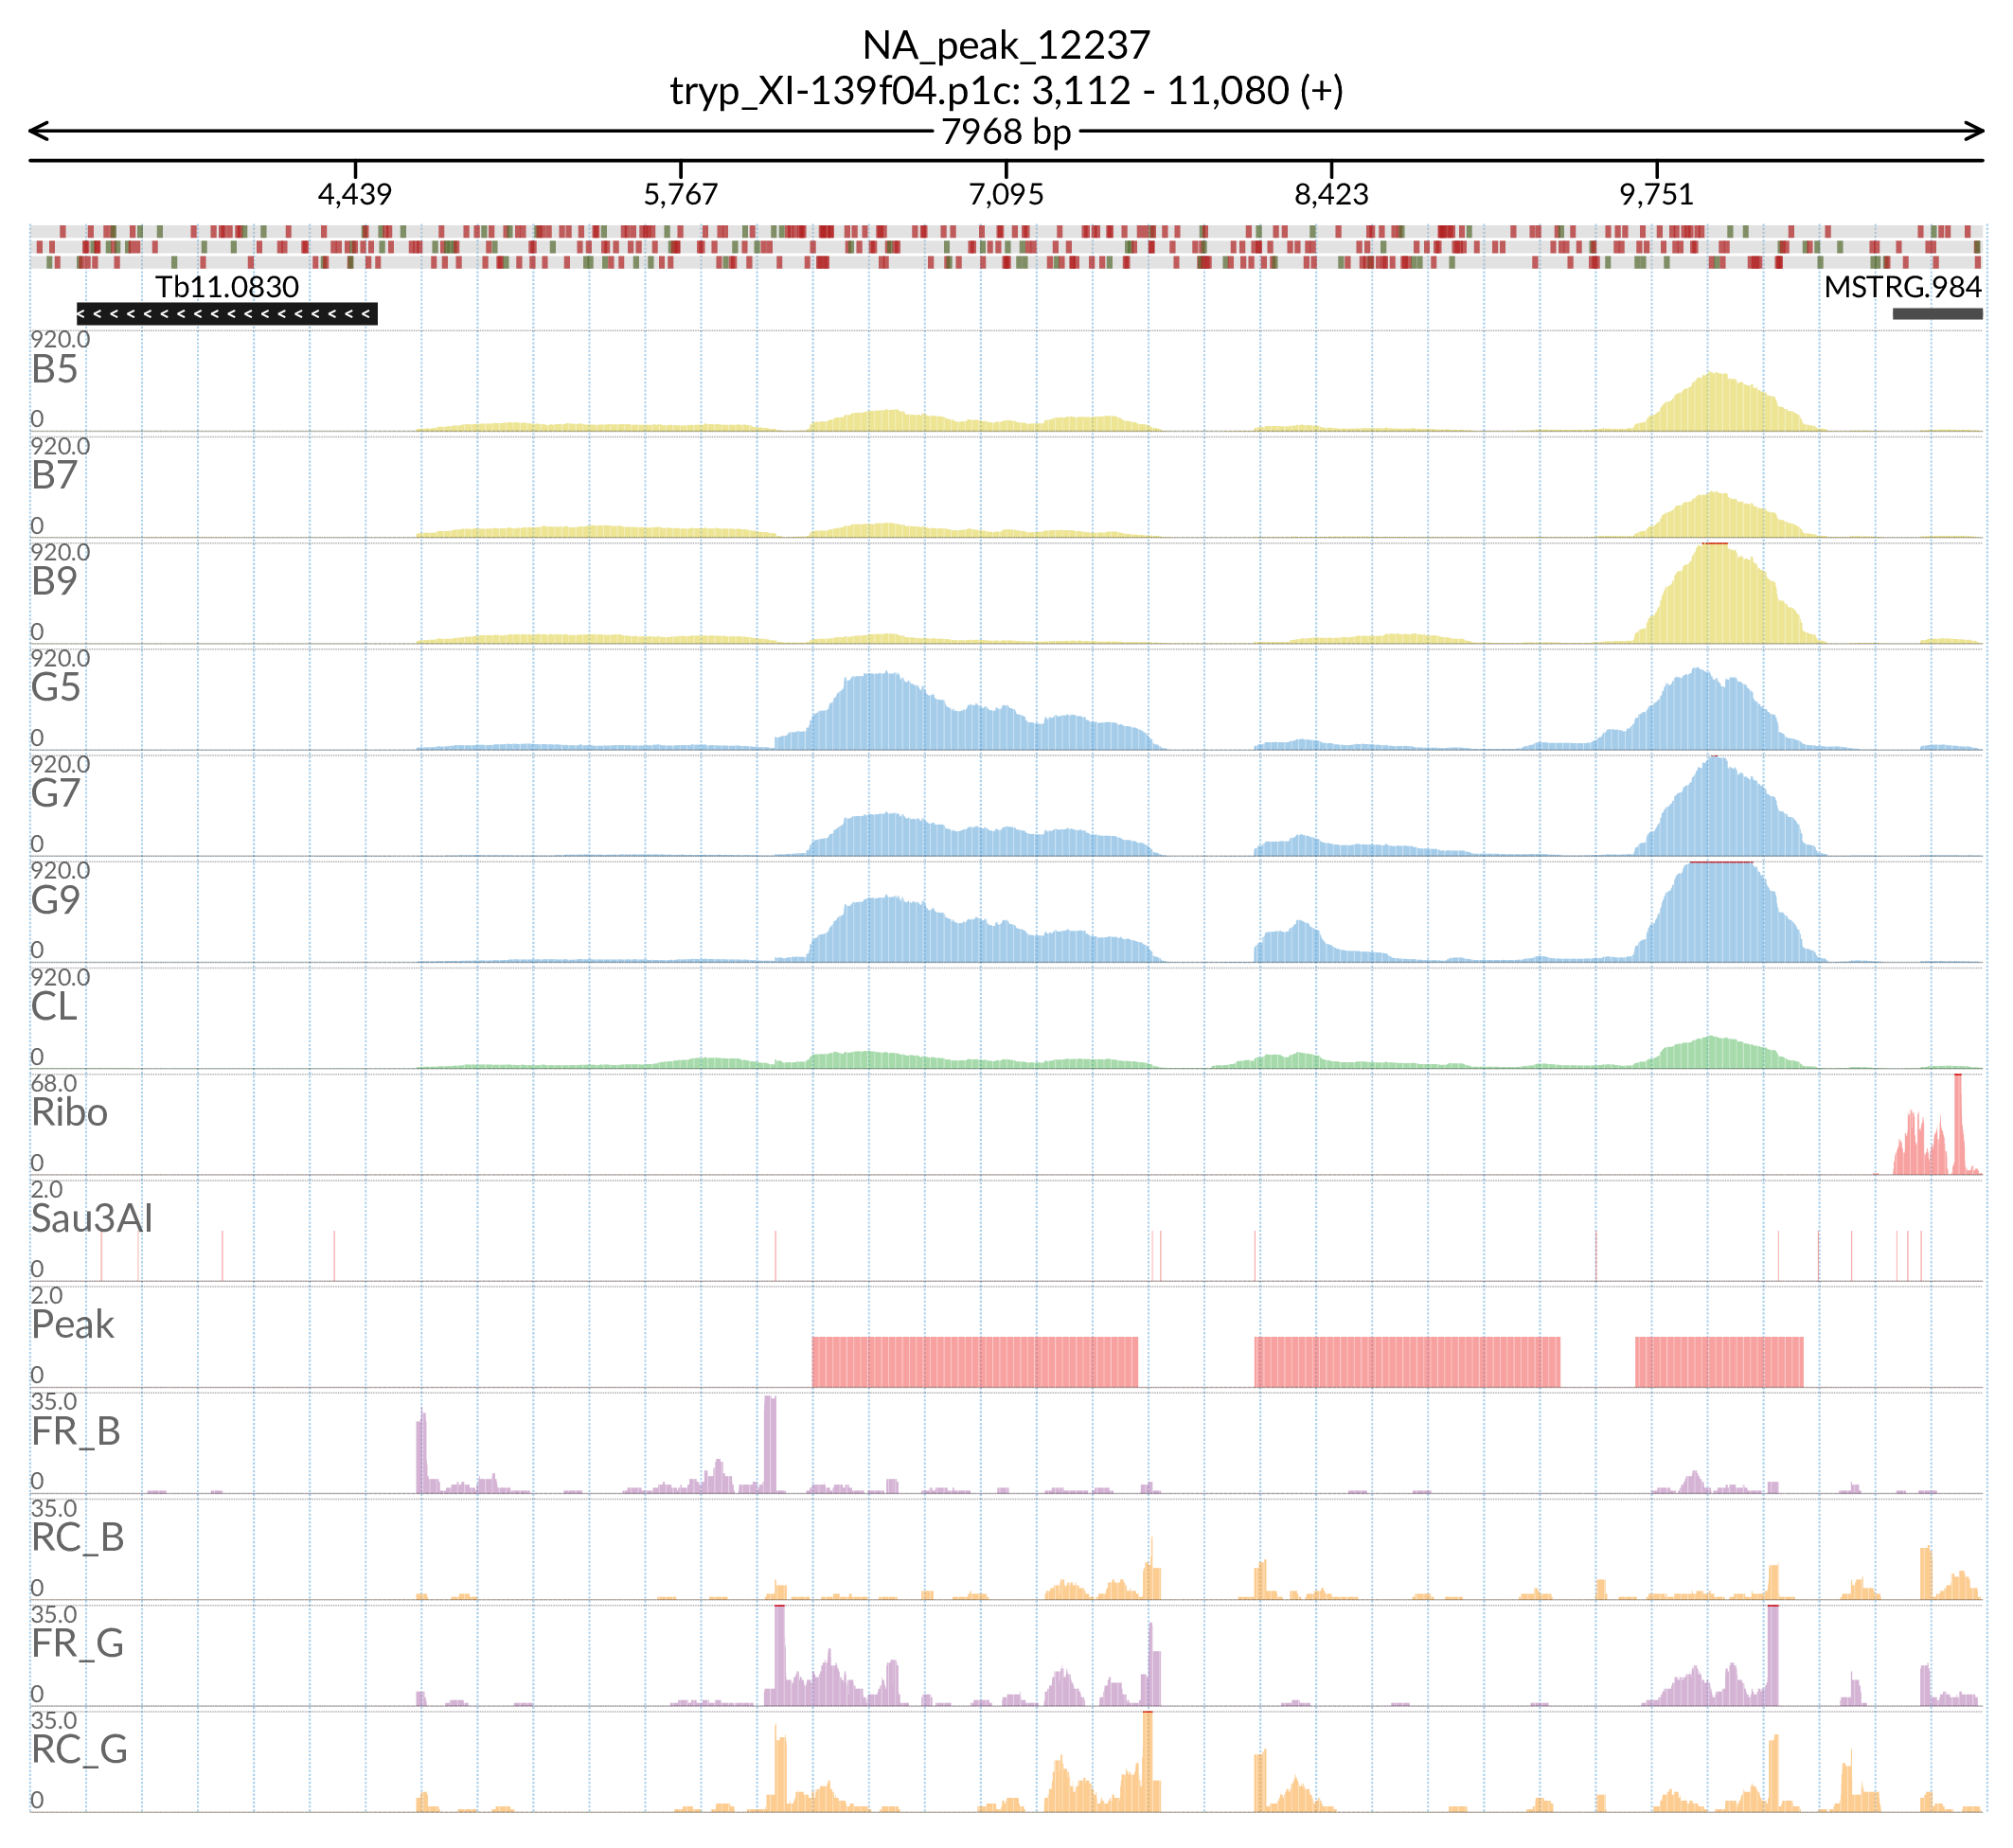 NA_peak_12237
tryp_XI-139f04.p1c: 3,112 - 11,080 (+)
7968 bp
4,439 5,767 7,095 8,423 9,751
Tb11.0830 MSTRG.984
920.0
B5
0
920.0
B7
0
920.0
B9
0
920.0
G5
0
920.0
G7
0
920.0
G9
0
920.0
CL
0
68.0
Ribo
0
2.0
Sau3AI
0
2.0
Peak
0
35.0
FR_B
0
35.0
RC_B
0
35.0
FR_G
0
35.0
RC_G
0